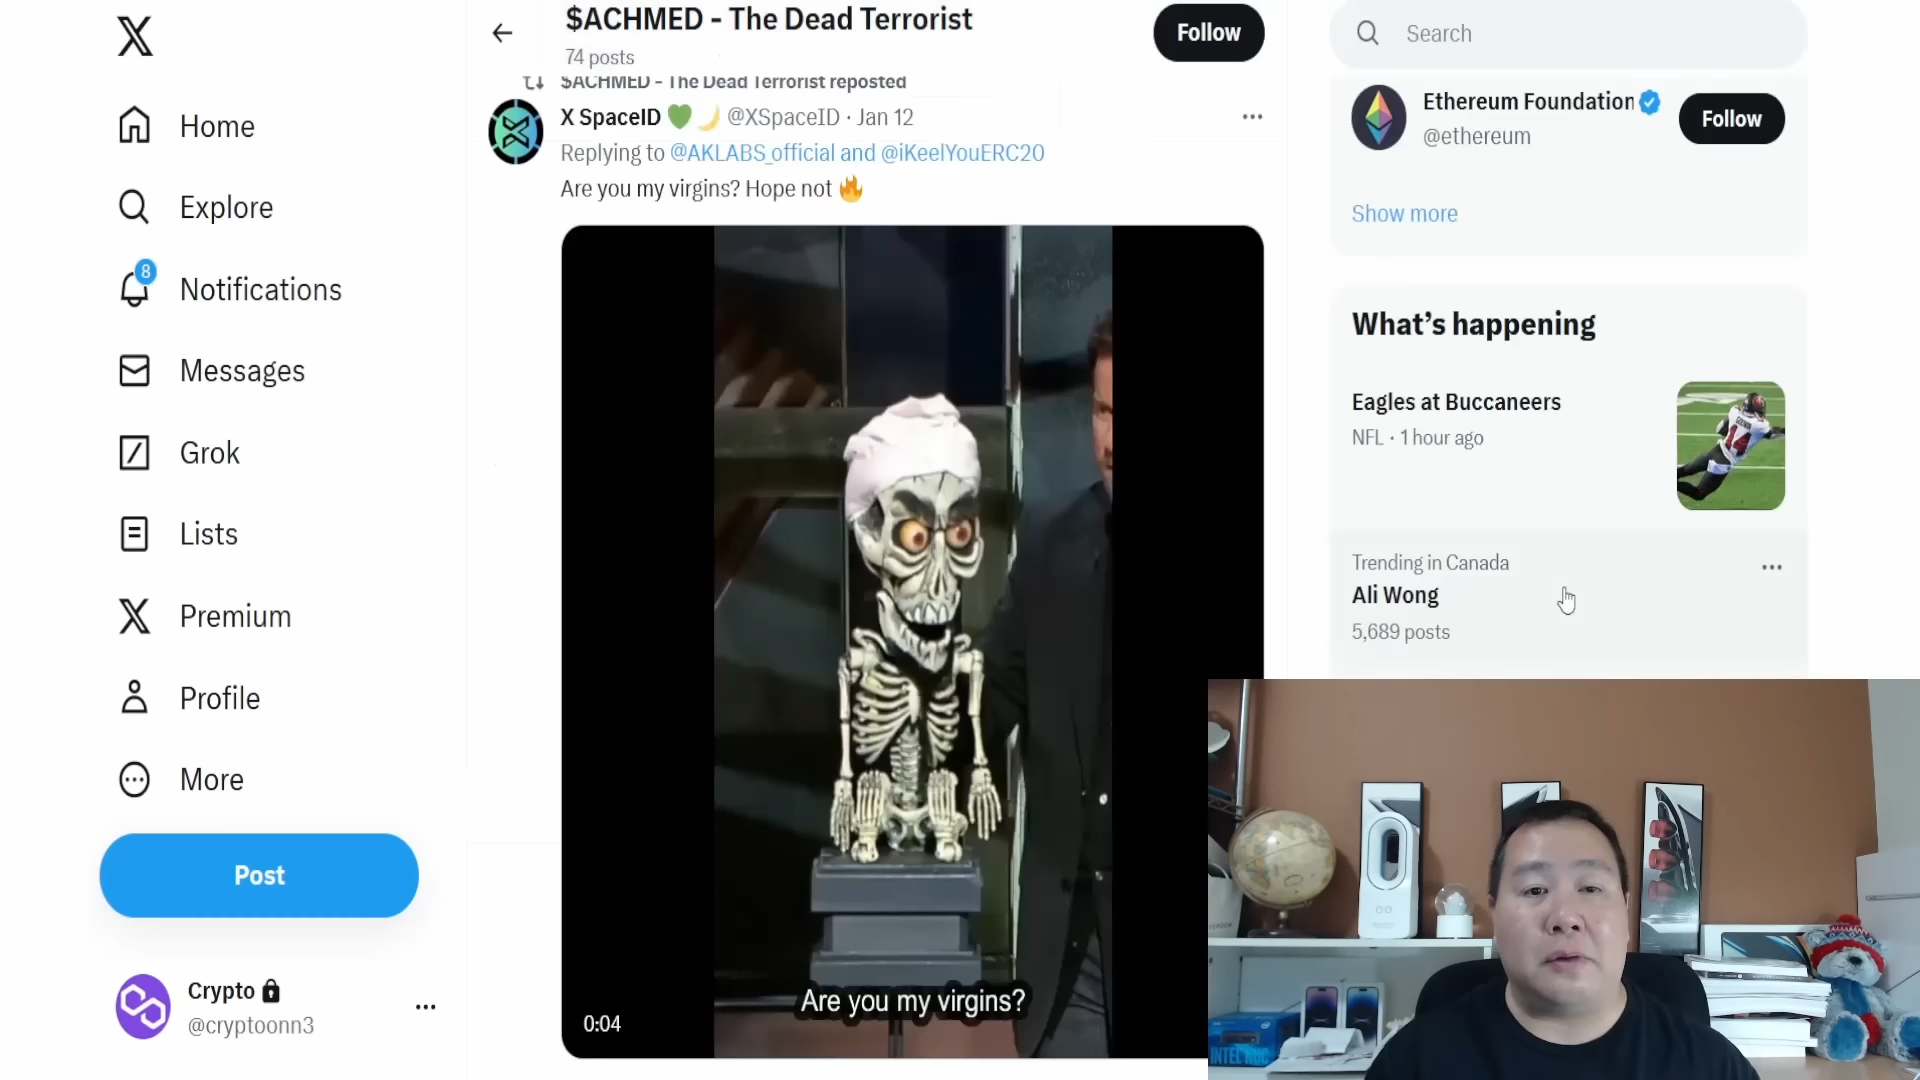 Home
Explore
8
Notifications
Messages
Grok
Lists
Premium
Profile
More
Post
Crypto
@cryptoonn3
$ACHMED - The Dead Terrorist
74 posts
Follow
$ACHMED - The Dead Terrorist reposted
X SpaceID 💚🌙 @XSpaceID · Jan 12
Replying to @AKLABS_official and @iKeelYouERC20
Are you my virgins? Hope not 🔥
Are you my virgins?
0:04
Search
Ethereum Foundation
@ethereum
Follow
Show more
What’s happening
Eagles at Buccaneers
NFL · 1 hour ago
14
Trending in Canada
Ali Wong
5,689 posts
INTEL NUC